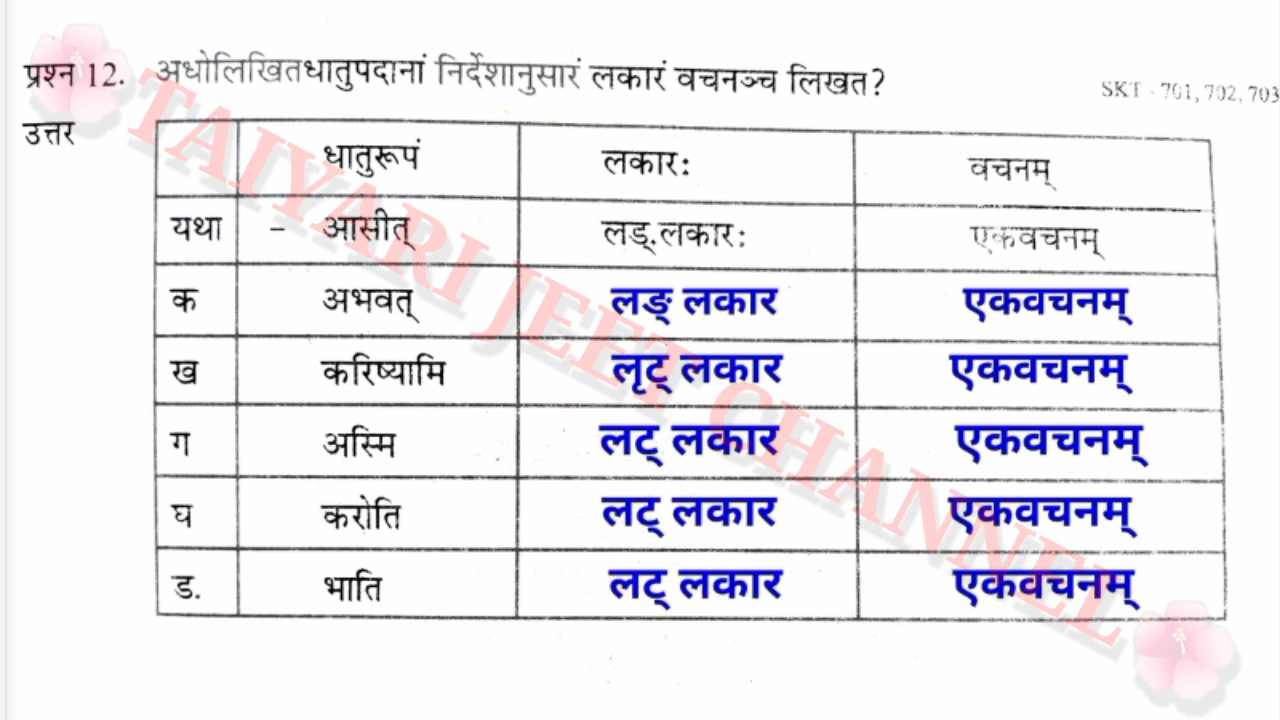 प्रश्न 12. अधोलिखितधातुपदानां निर्देशानुसारं लकारं वचनञ्च लिखत?
SKT - 701, 702, 703
उत्तर
धातुरूपं लकारः वचनम्
यथा - आसीत् लड्.लकारः एकवचनम्
क अभवत् लङ् लकार एकवचनम्
ख करिष्यामि लृट् लकार एकवचनम्
ग अस्मि लट् लकार एकवचनम्
घ करोति लट् लकार एकवचनम्
ड. भाति लट् लकार एकवचनम्
TAIYARI JEET CHANNEL